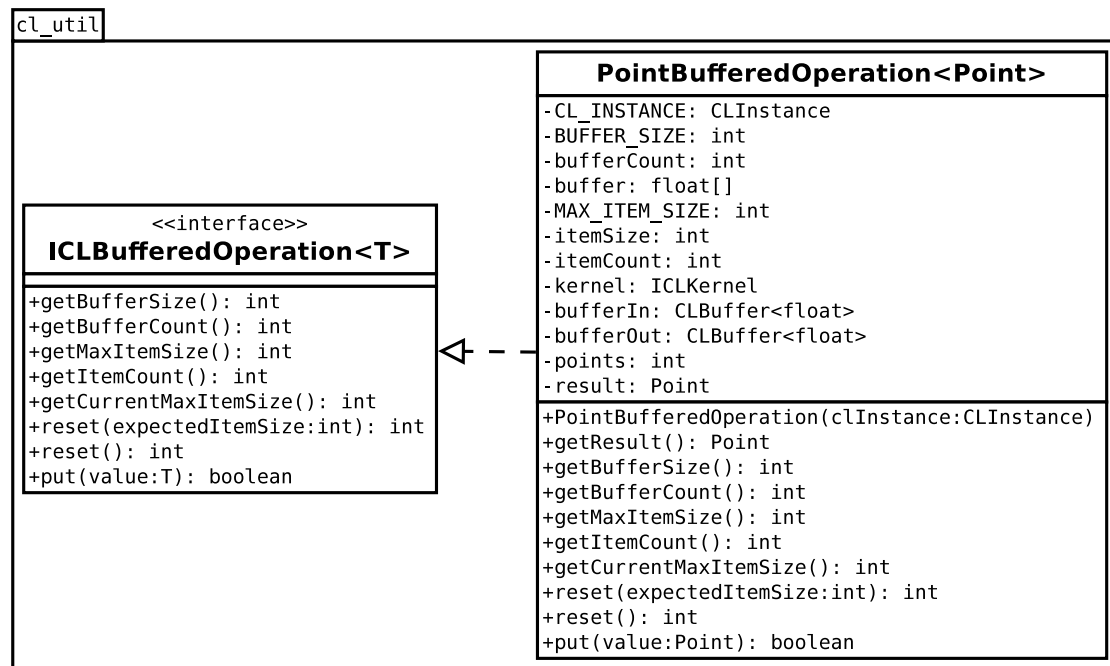 cl_util
<<interface>>
ICLBufferedOperation<T>
+getBufferSize(): int
+getBufferCount(): int
+getMaxItemSize(): int
+getItemCount(): int
+getCurrentMaxItemSize(): int
+reset(expectedItemSize:int): int
+reset(): int
+put(value:T): boolean
PointBufferedOperation<Point>
-CL_INSTANCE: CLInstance
-BUFFER_SIZE: int
-bufferCount: int
-buffer: float[]
-MAX_ITEM_SIZE: int
-itemSize: int
-itemCount: int
-kernel: ICLKernel
-bufferIn: CLBuffer<float>
-bufferOut: CLBuffer<float>
-points: int
-result: Point
+PointBufferedOperation(clInstance:CLInstance)
+getResult(): Point
+getBufferSize(): int
+getBufferCount(): int
+getMaxItemSize(): int
+getItemCount(): int
+getCurrentMaxItemSize(): int
+reset(expectedItemSize:int): int
+reset(): int
+put(value:Point): boolean